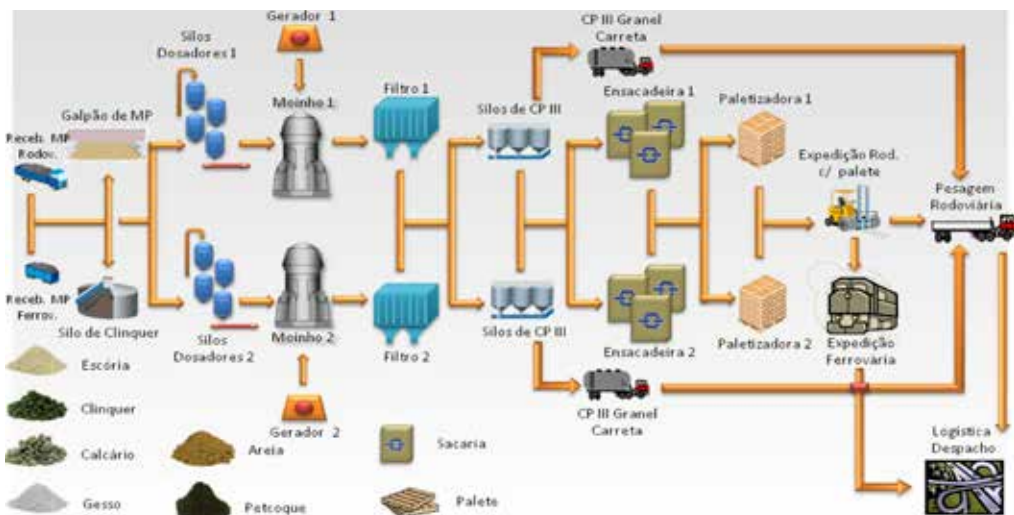 Gerador 1
CP III Granel
Carreta
Silos
Dosadores 1
Filtro 1
Ensacadeira 1
Paletizadora 1
Moinho 1
Silos de CP III
Galpão de MP
Receb. MP
Rodov.
Expedição Rod.
c/ palete
Pesagem
Rodoviária
Receb. MP
Ferrov.
Silo de Clinquer
Silos
Dosadores 2
Moinho 2
Filtro 2
Silos de CP III
Ensacadeira 2
Paletizadora 2
Expedição
Ferrovária
Escória
Clinquer
Calcário
Gesso
Areia
Petcoque
Gerador 2
Sacaria
Palete
CP III Granel
Carreta
Logística
Despacho